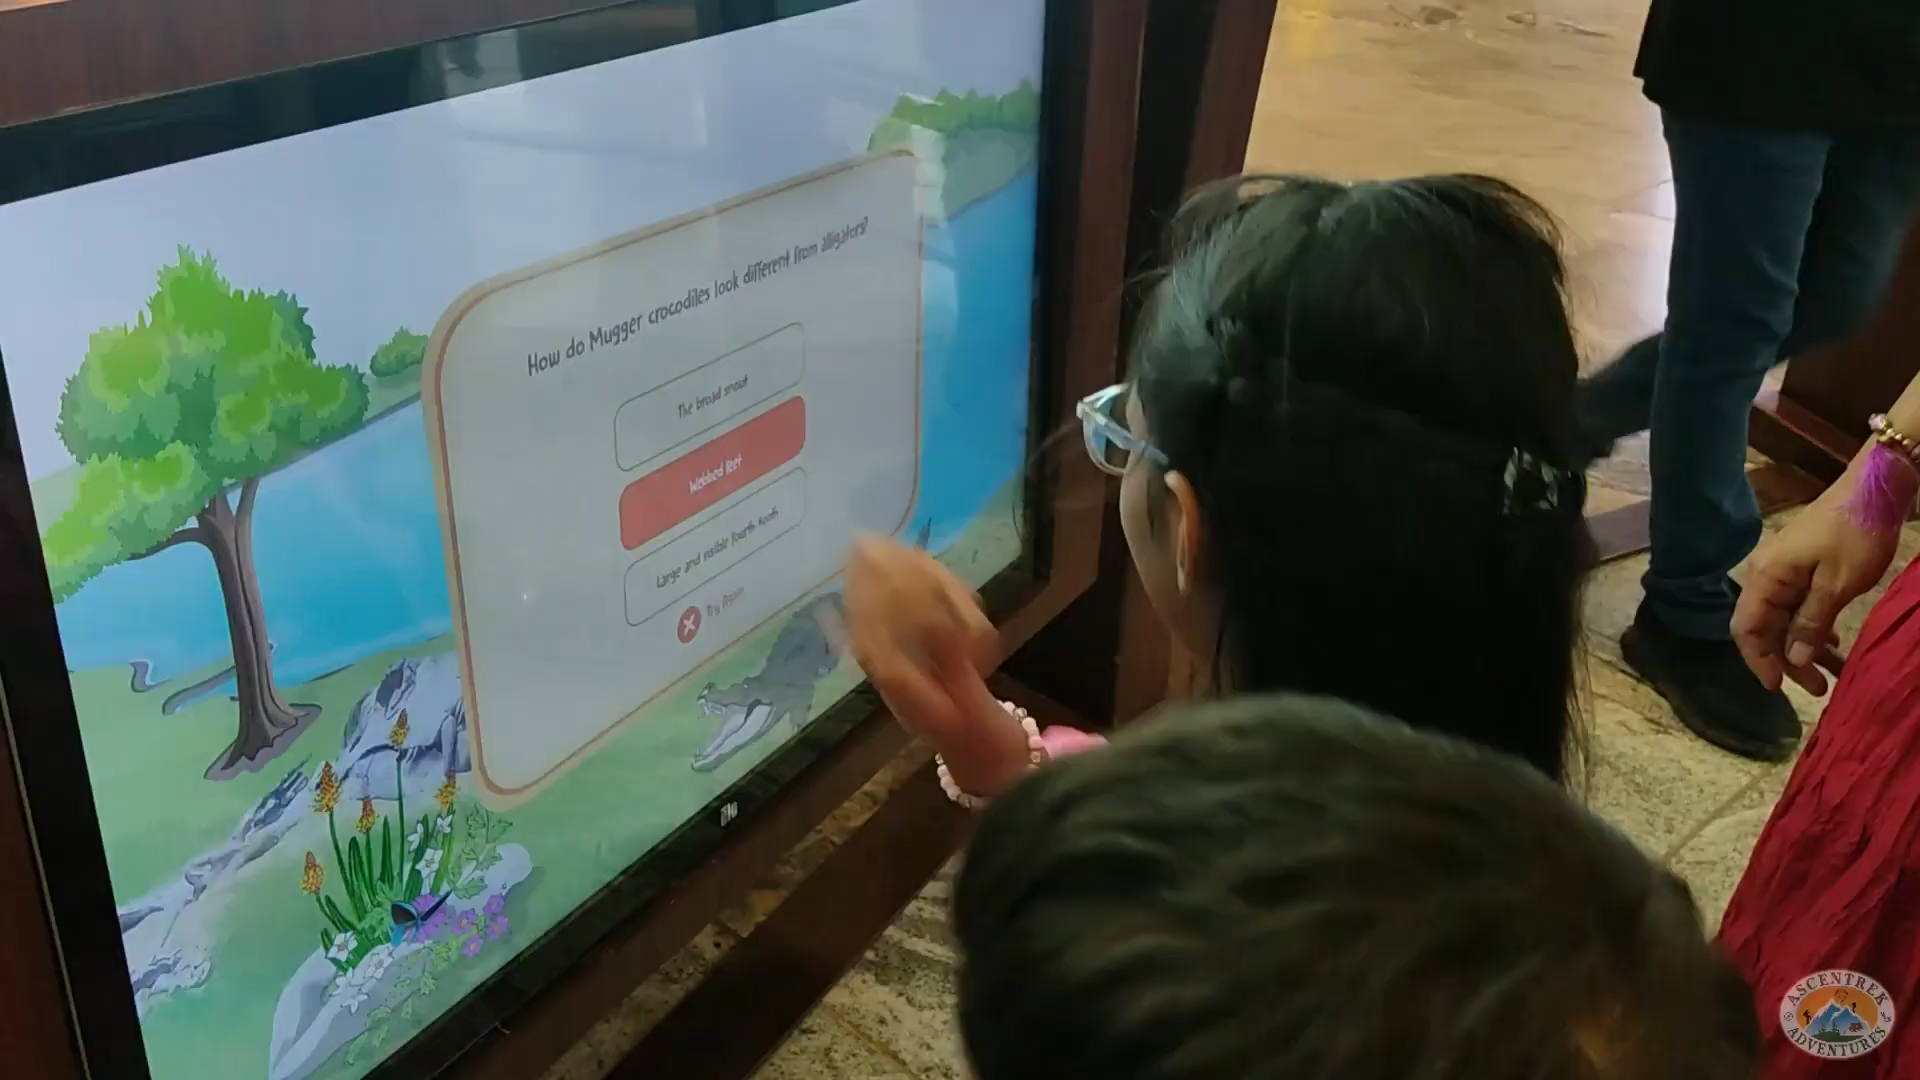 How do Mugger crocodiles look different from alligators?
The broad snout
Webbed feet
Large and visible fourth tooth
Try Again
ASCENTREK
ADVENTURES